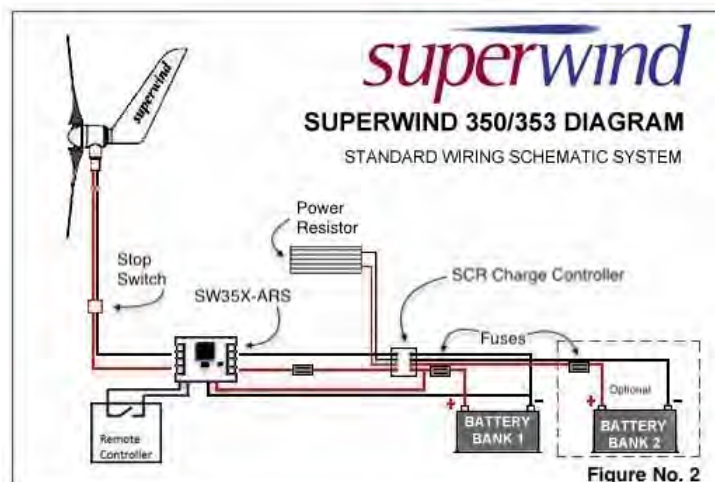 superwind
superwind
SUPERWIND 350/353 DIAGRAM
STANDARD WIRING SCHEMATIC SYSTEM
Power
Resistor
Stop
Switch
SW35X-ARS
SCR Charge Controller
Fuses
Optional
+
-
+
-
BATTERY
BANK 1
BATTERY
BANK 2
Remote
Controller
Figure No. 2